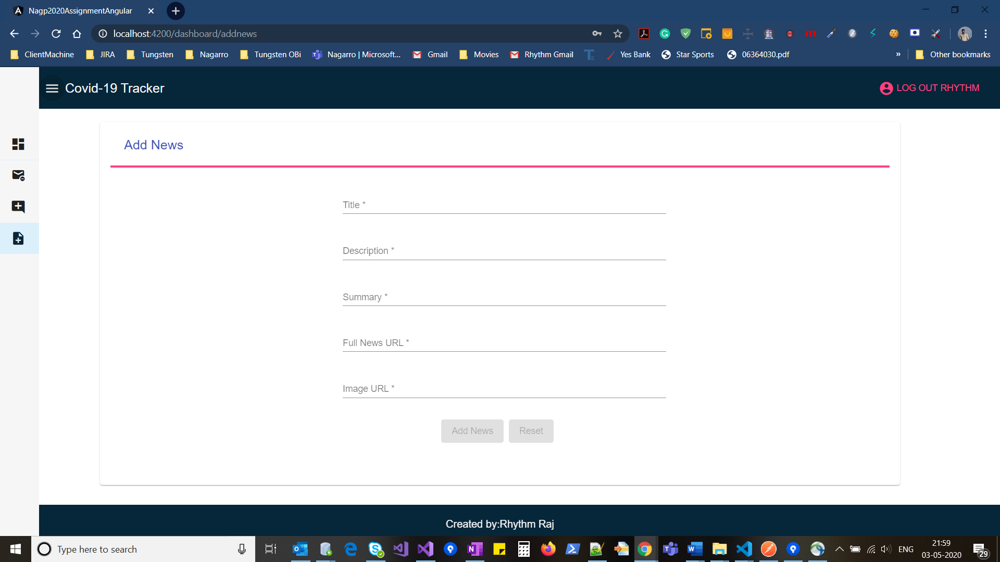 Nagp2020AssignmentAngular
localhost:4200/dashboard/addnews
ClientMachine JIRA Tungsten Nagarro Tungsten OBi Nagarro | Microsoft... Gmail Movies Rhythm Gmail Yes Bank Star Sports 06364030.pdf » Other bookmarks
Covid-19 Tracker
LOG OUT RHYTHM
Add News
Title *
Description *
Summary *
Full News URL *
Image URL *
Add News Reset
Created by:Rhythm Raj
Type here to search
ENG
21:59
03-05-2020
29